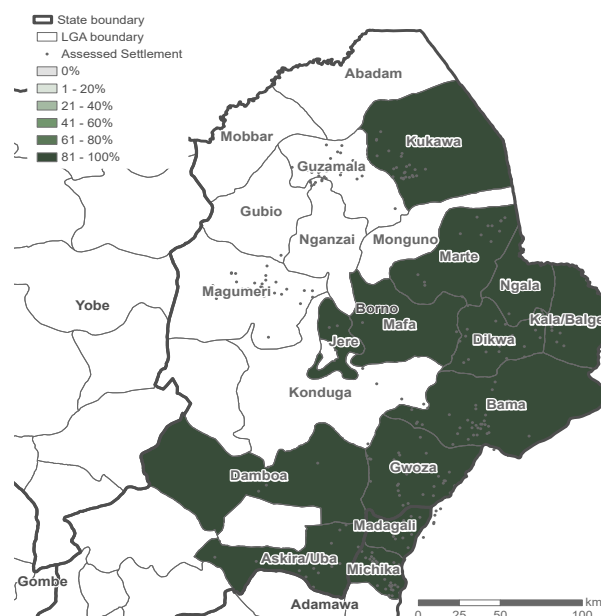 State boundary
LGA boundary
Assessed Settlement
0%
1 - 20%
21 - 40%
41 - 60%
61 - 80%
81 - 100%
Abadam
Mobbar
Kukawa
Guzamala
Gubio
Nganzai
Monguno
Marte
Magumeri
Ngala
Yobe
Borno
Kala/Balge
Mafa
Jere
Dikwa
Konduga
Bama
Damboa
Gwoza
Madagali
Askira/Uba
Michika
Gombe
Adamawa
km
0 25 50 100